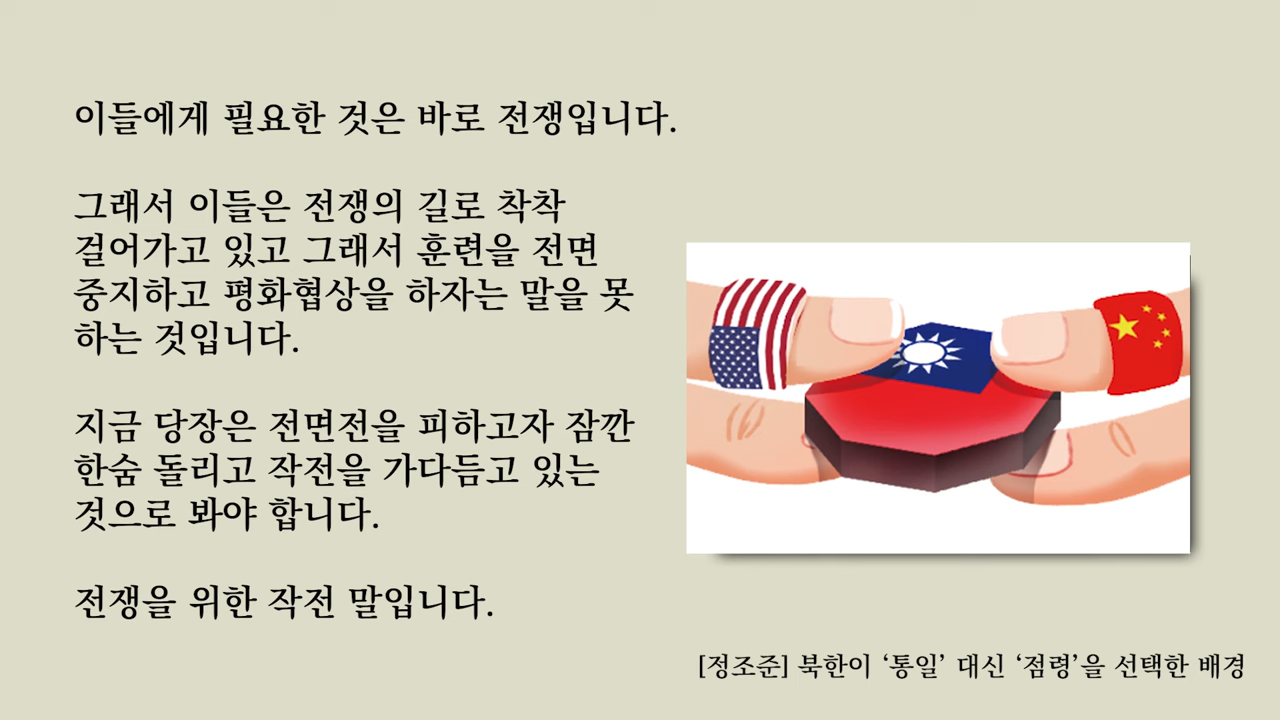 이들에게 필요한 것은 바로 전쟁입니다.
그래서 이들은 전쟁의 길로 착착
걸어가고 있고 그래서 훈련을 전면
중지하고 평화협상을 하자는 말을 못
하는 것입니다.
지금 당장은 전면전을 피하고자 잠깐
한숨 돌리고 작전을 가다듬고 있는
것으로 봐야 합니다.
전쟁을 위한 작전 말입니다.
[정조준] 북한이 ‘통일’ 대신 ‘점령’을 선택한 배경